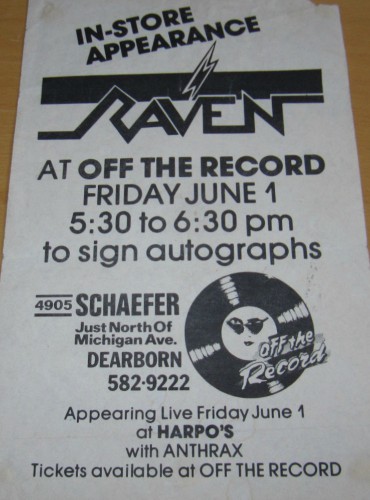 IN-STORE
APPEARANCE
RAVEN
AT OFF THE RECORD
FRIDAY JUNE 1
5:30 to 6:30 pm
to sign autographs
4905 SCHAEFER
Just North Of
Michigan Ave.
DEARBORN
582•9222
off the
Record
Appearing Live Friday June 1
at HARPO'S
with ANTHRAX
Tickets available at OFF THE RECORD